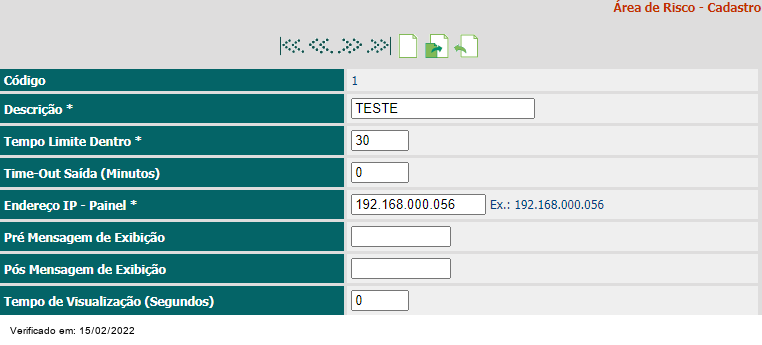 Área de Risco - Cadastro
Código 1
Descrição * TESTE
Tempo Limite Dentro * 30
Time-Out Saída (Minutos) 0
Endereço IP - Painel * 192.168.000.056 Ex.: 192.168.000.056
Pré Mensagem de Exibição
Pós Mensagem de Exibição
Tempo de Visualização (Segundos) 0
Verificado em: 15/02/2022